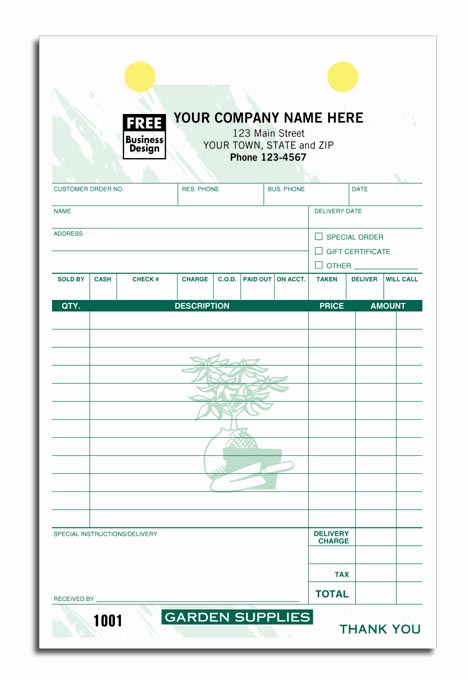 YOUR COMPANY NAME HERE
FREE
Business
Design
123 Main Street
YOUR TOWN, STATE and ZIP
Phone 123-4567
CUSTOMER ORDER NO. RES. PHONE BUS. PHONE DATE
NAME DELIVERY DATE
ADDRESS
SPECIAL ORDER
GIFT CERTIFICATE
OTHER
SOLD BY CASH CHECK # CHARGE C.O.D. PAID OUT ON ACCT. TAKEN DELIVER WILL CALL
QTY. DESCRIPTION PRICE AMOUNT
SPECIAL INSTRUCTIONS/DELIVERY
DELIVERY
CHARGE
TAX
TOTAL
RECEIVED BY
1001
GARDEN SUPPLIES
THANK YOU